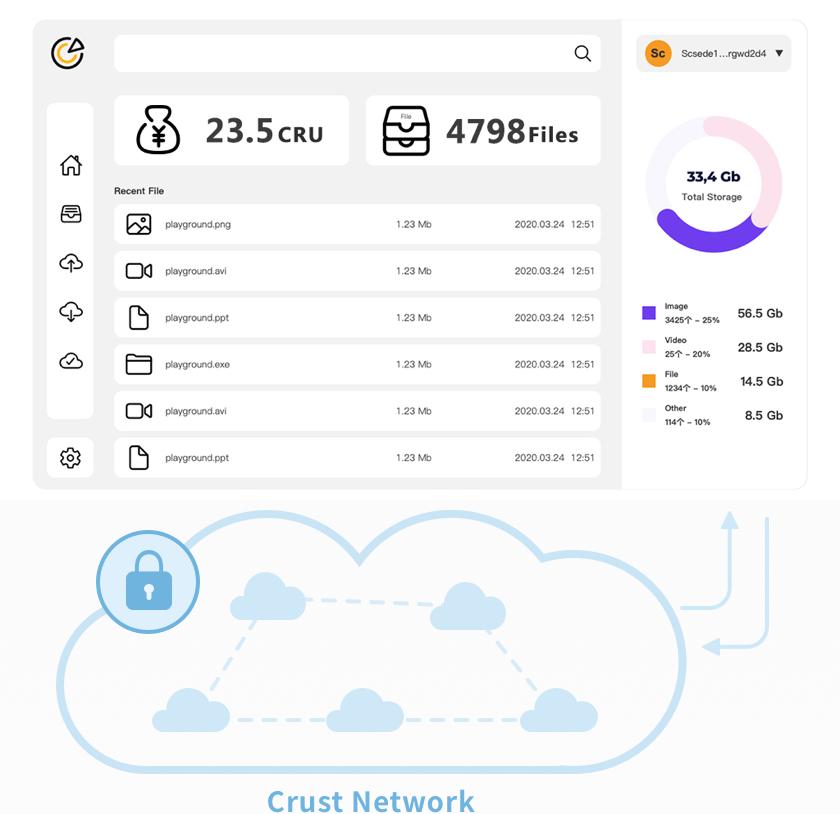 Sc Scsede1...rgwd2d4
23.5 CRU
File
4798 Files
Recent File
playground.png 1.23 Mb 2020.03.24 12:51
playground.avi 1.23 Mb 2020.03.24 12:51
playground.ppt 1.23 Mb 2020.03.24 12:51
playground.exe 1.23 Mb 2020.03.24 12:51
playground.avi 1.23 Mb 2020.03.24 12:51
playground.ppt 1.23 Mb 2020.03.24 12:51
33,4 Gb
Total Storage
Image
3425个 – 25% 56.5 Gb
Video
25个 – 20% 28.5 Gb
File
1234个 – 10% 14.5 Gb
Other
114个 – 10% 8.5 Gb
Crust Network